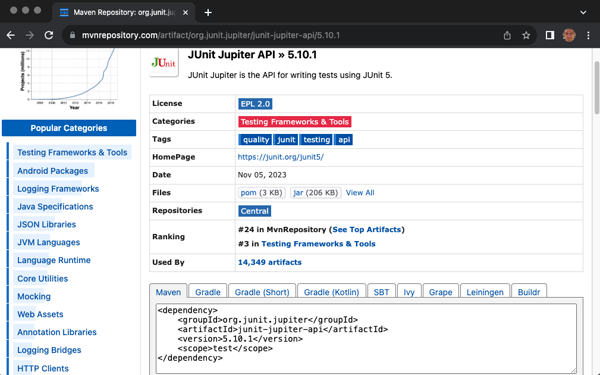 Maven Repository: org.junit.ju
mvnrepository.com/artifact/org.junit.jupiter/junit-jupiter-api/5.10.1
Projects (millions)
Year
Popular Categories
Testing Frameworks & Tools
Android Packages
Logging Frameworks
Java Specifications
JSON Libraries
JVM Languages
Language Runtime
Core Utilities
Mocking
Web Assets
Annotation Libraries
Logging Bridges
HTTP Clients
JUnit
JUnit Jupiter API » 5.10.1
JUnit Jupiter is the API for writing tests using JUnit 5.
License EPL 2.0
Categories Testing Frameworks & Tools
Tags quality junit testing api
HomePage https://junit.org/junit5/
Date Nov 05, 2023
Files pom (3 KB) jar (206 KB) View All
Repositories Central
Ranking #24 in MvnRepository (See Top Artifacts)
#3 in Testing Frameworks & Tools
Used By 14,349 artifacts
Maven Gradle Gradle (Short) Gradle (Kotlin) SBT Ivy Grape Leiningen Buildr
<dependency>
    <groupId>org.junit.jupiter</groupId>
    <artifactId>junit-jupiter-api</artifactId>
    <version>5.10.1</version>
    <scope>test</scope>
</dependency>